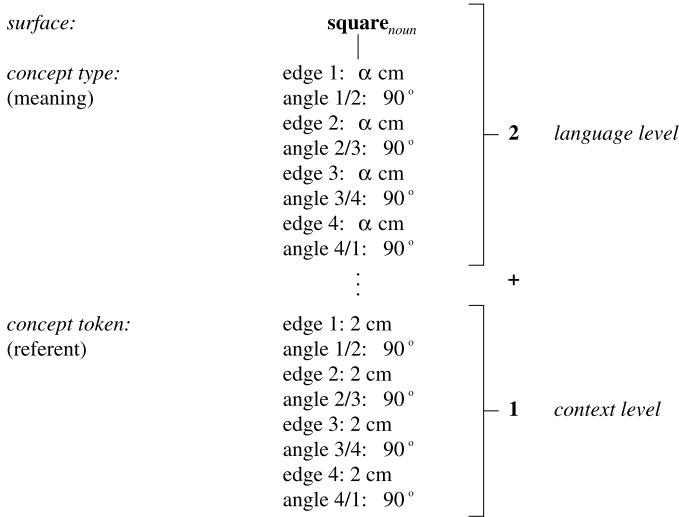 surface: square noun
concept type: edge 1: α cm
(meaning) angle 1/2: 90°
edge 2: α cm
angle 2/3: 90° 2 language level
edge 3: α cm
angle 3/4: 90°
edge 4: α cm
angle 4/1: 90°
+
concept token: edge 1: 2 cm
(referent) angle 1/2: 90°
edge 2: 2 cm
angle 2/3: 90°
edge 3: 2 cm 1 context level
angle 3/4: 90°
edge 4: 2 cm
angle 4/1: 90°